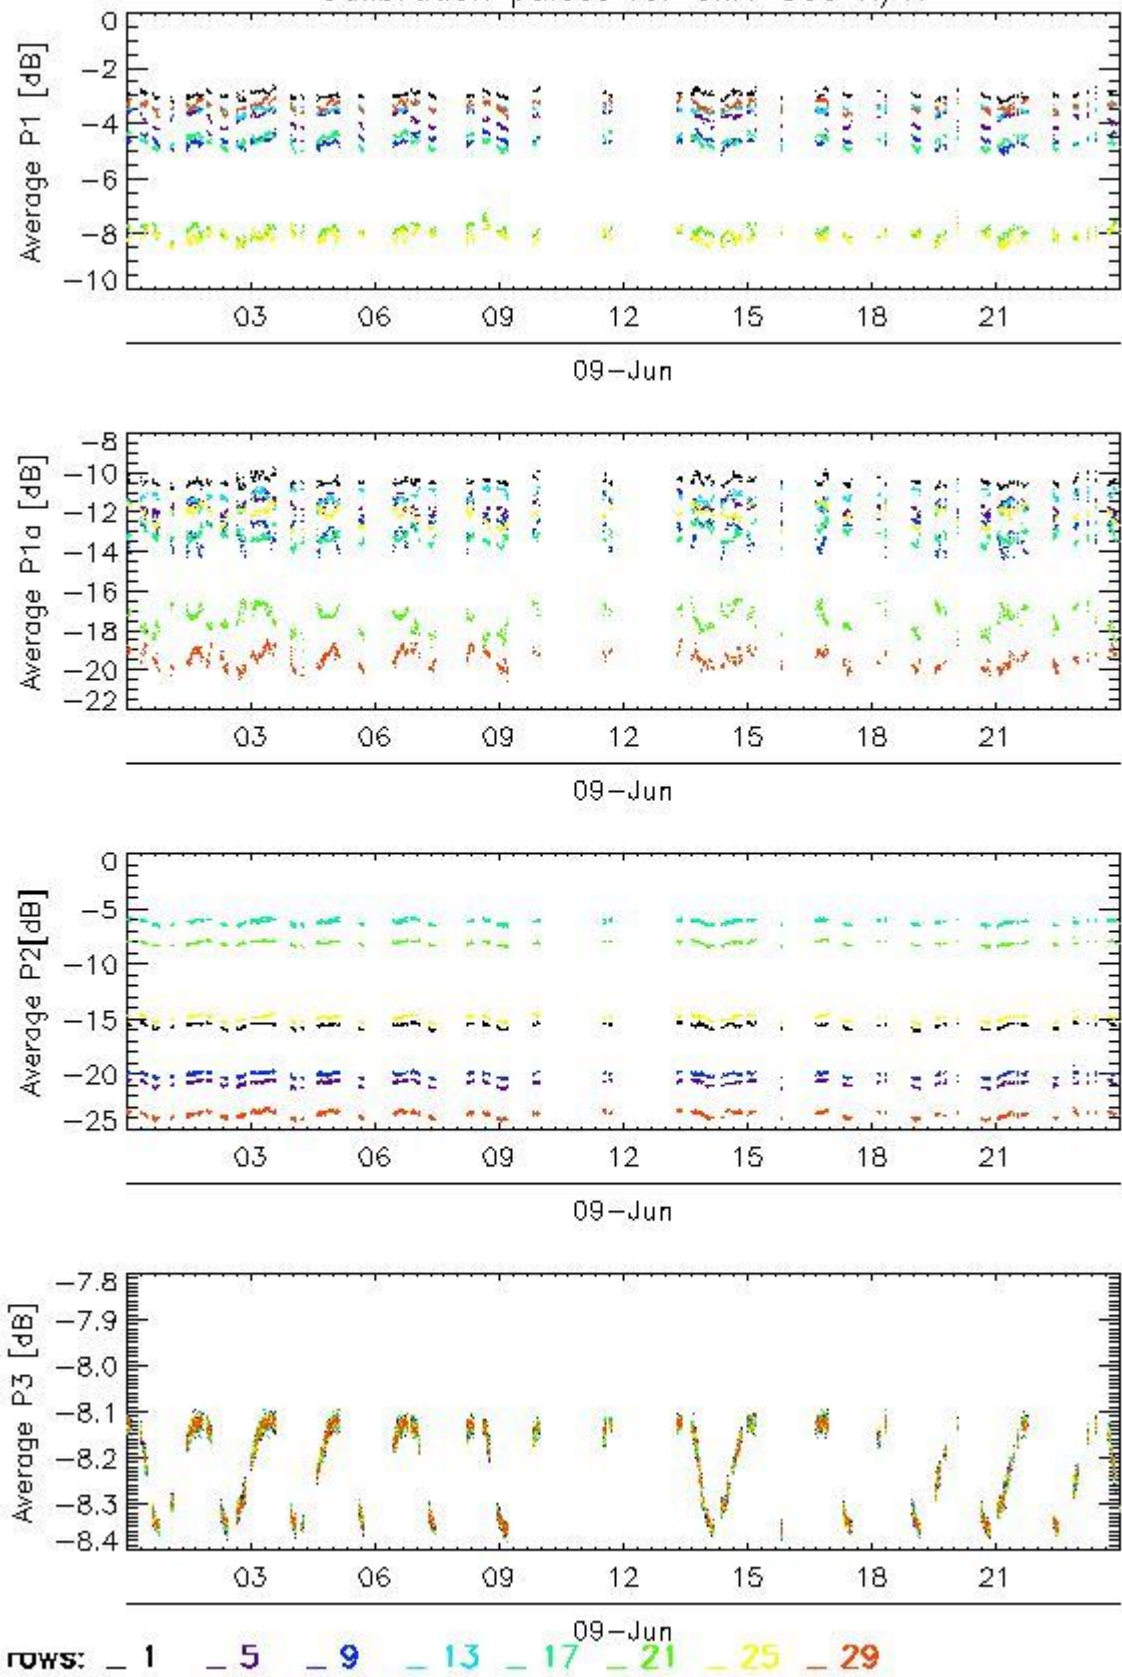 0
−2
−4
−6
−8
−10
Average P1 [dB]
03 06 09 12 15 18 21
09−Jun
−8
−10
−12
−14
−16
−18
−20
−22
Average P1a [dB]
03 06 09 12 15 18 21
09−Jun
0
−5
−10
−15
−20
−25
Average P2[dB]
03 06 09 12 15 18 21
09−Jun
−7.8
−7.9
−8.0
−8.1
−8.2
−8.3
−8.4
Average P3 [dB]
03 06 09 12 15 18 21
09−Jun
rows: _ 1 _ 5 _ 9 _ 13 _ 17 _ 21 _ 25 _ 29